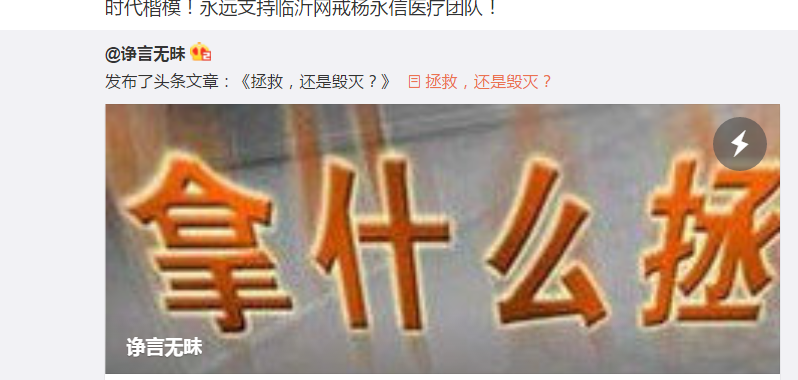 时代楷模！永远支持临沂网戒杨永信医疗团队！
@诤言无昧
发布了头条文章：《拯救，还是毁灭？》 拯救，还是毁灭？
拿什么拯
诤言无昧